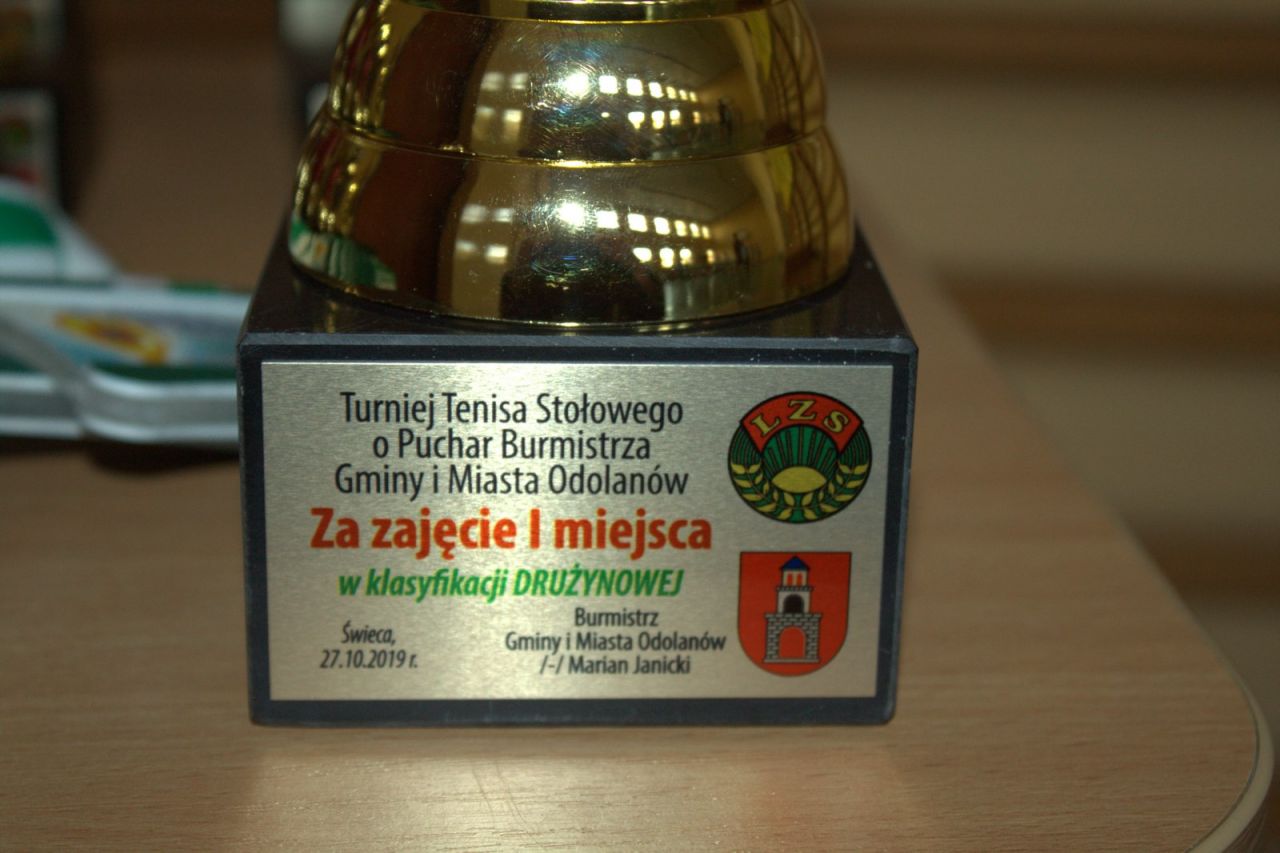 Turniej Tenisa Stołowego
o Puchar Burmistrza
Gminy i Miasta Odolanów
Za zajęcie I miejsca
w klasyfikacji DRUŻYNOWEJ
Świeca,
27.10.2019 r.
Burmistrz
Gminy i Miasta Odolanów
/-/ Marian Janicki
LZS